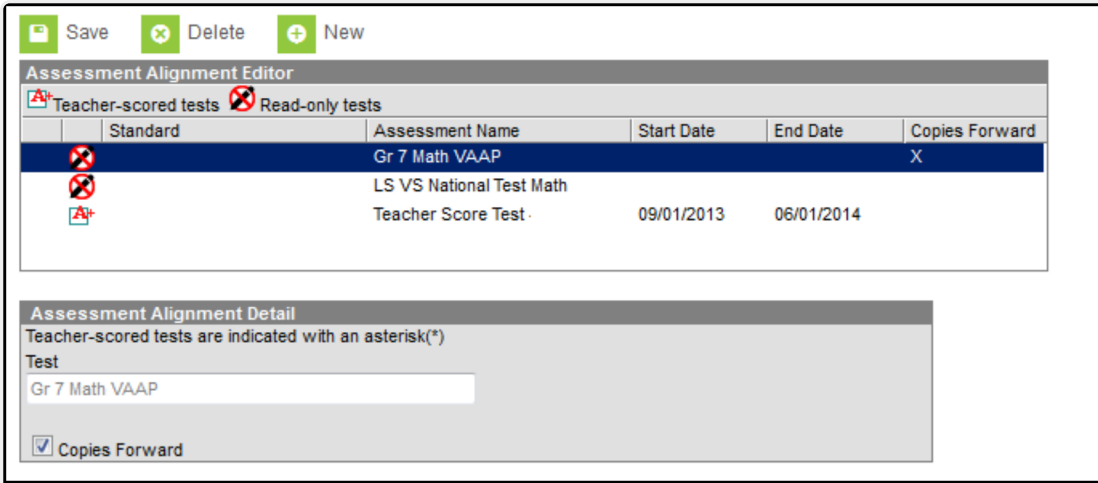 Save Delete New
Assessment Alignment Editor
A+ Teacher-scored tests Read-only tests
Standard Assessment Name Start Date End Date Copies Forward
Gr 7 Math VAAP X
LS VS National Test Math
A+ Teacher Score Test - 09/01/2013 06/01/2014
Assessment Alignment Detail
Teacher-scored tests are indicated with an asterisk(*)
Test
Gr 7 Math VAAP
Copies Forward